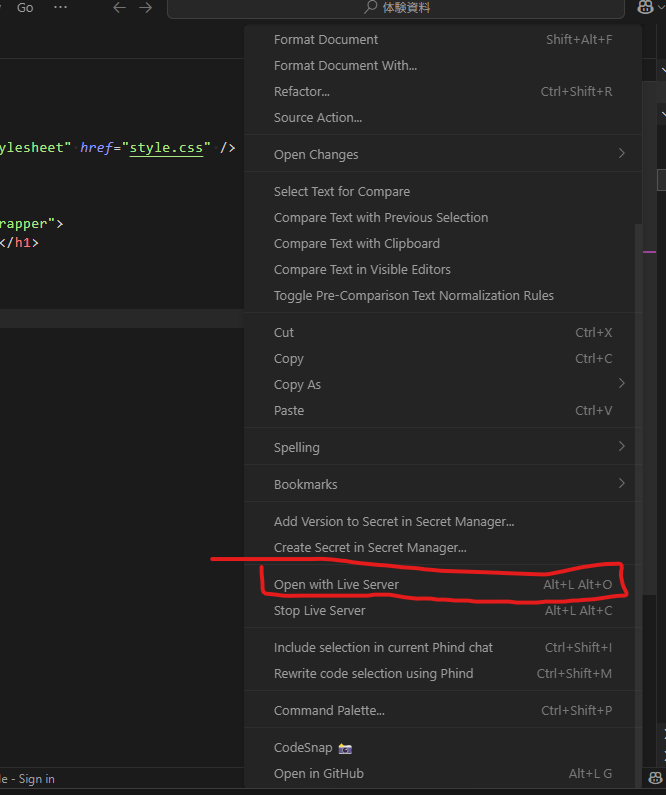 Go ··· 体験資料
Format Document Shift+Alt+F
Format Document With...
Refactor... Ctrl+Shift+R
Source Action...
ylesheet" href="style.css" />
Open Changes
Select Text for Compare
rapper">
Compare Text with Previous Selection
</h1>
Compare Text with Clipboard
Compare Text in Visible Editors
Toggle Pre-Comparison Text Normalization Rules
Cut Ctrl+X
Copy Ctrl+C
Copy As
Paste Ctrl+V
Spelling
Bookmarks
Add Version to Secret in Secret Manager...
Create Secret in Secret Manager...
Open with Live Server Alt+L Alt+O
Stop Live Server Alt+L Alt+C
Include selection in current Phind chat Ctrl+Shift+I
Rewrite code selection using Phind Ctrl+Shift+M
Command Palette... Ctrl+Shift+P
CodeSnap 📸
Open in GitHub Alt+L G
le - Sign in